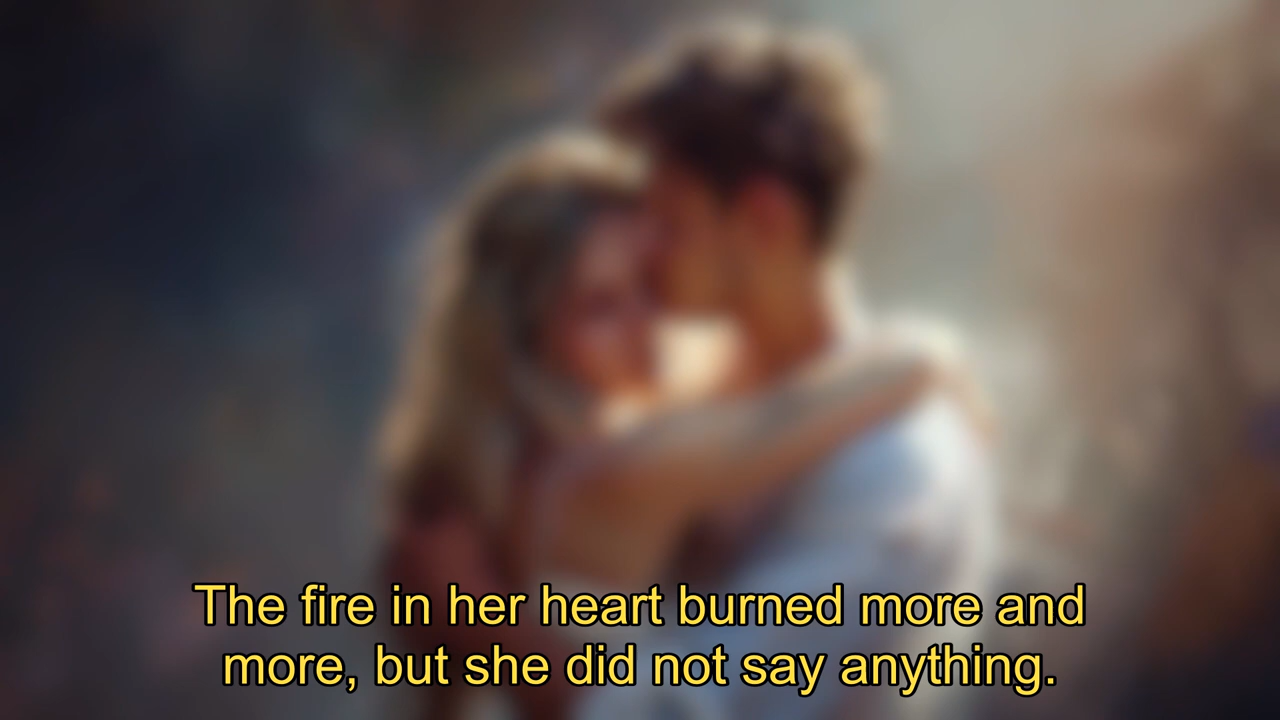 The fire in her heart burned more and
more, but she did not say anything.